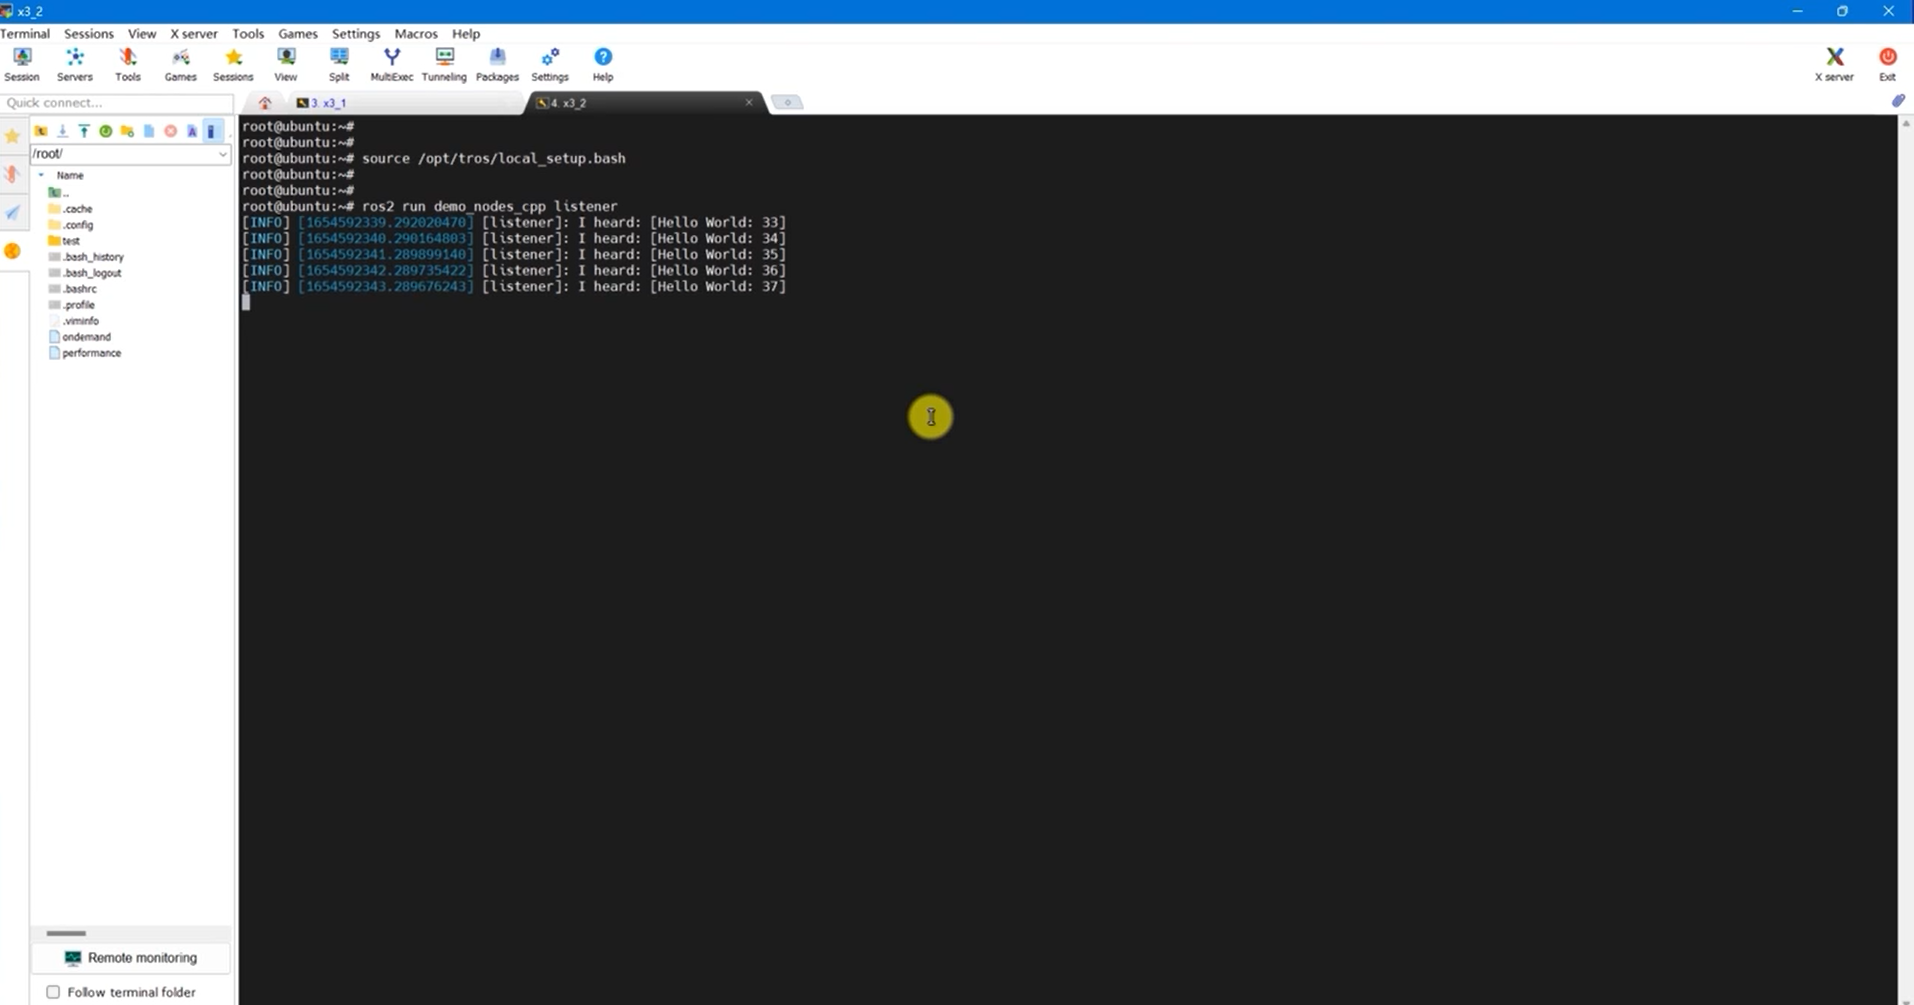 x3_2
Terminal Sessions View X server Tools Games Settings Macros Help
Session Servers Tools Games Sessions View Split MultiExec Tunneling Packages Settings Help X server Exit
Quick connect...
3. x3_1
4. x3_2
/root/
Name
..
.cache
.config
test
.bash_history
.bash_logout
.bashrc
.profile
.viminfo
ondemand
performance
Remote monitoring
Follow terminal folder
root@ubuntu:~#
root@ubuntu:~#
root@ubuntu:~# source /opt/tros/local_setup.bash
root@ubuntu:~#
root@ubuntu:~#
root@ubuntu:~# ros2 run demo_nodes_cpp listener
[INFO] [1654592339.292020470] [listener]: I heard: [Hello World: 33]
[INFO] [1654592340.290164803] [listener]: I heard: [Hello World: 34]
[INFO] [1654592341.289899140] [listener]: I heard: [Hello World: 35]
[INFO] [1654592342.289735422] [listener]: I heard: [Hello World: 36]
[INFO] [1654592343.289676243] [listener]: I heard: [Hello World: 37]